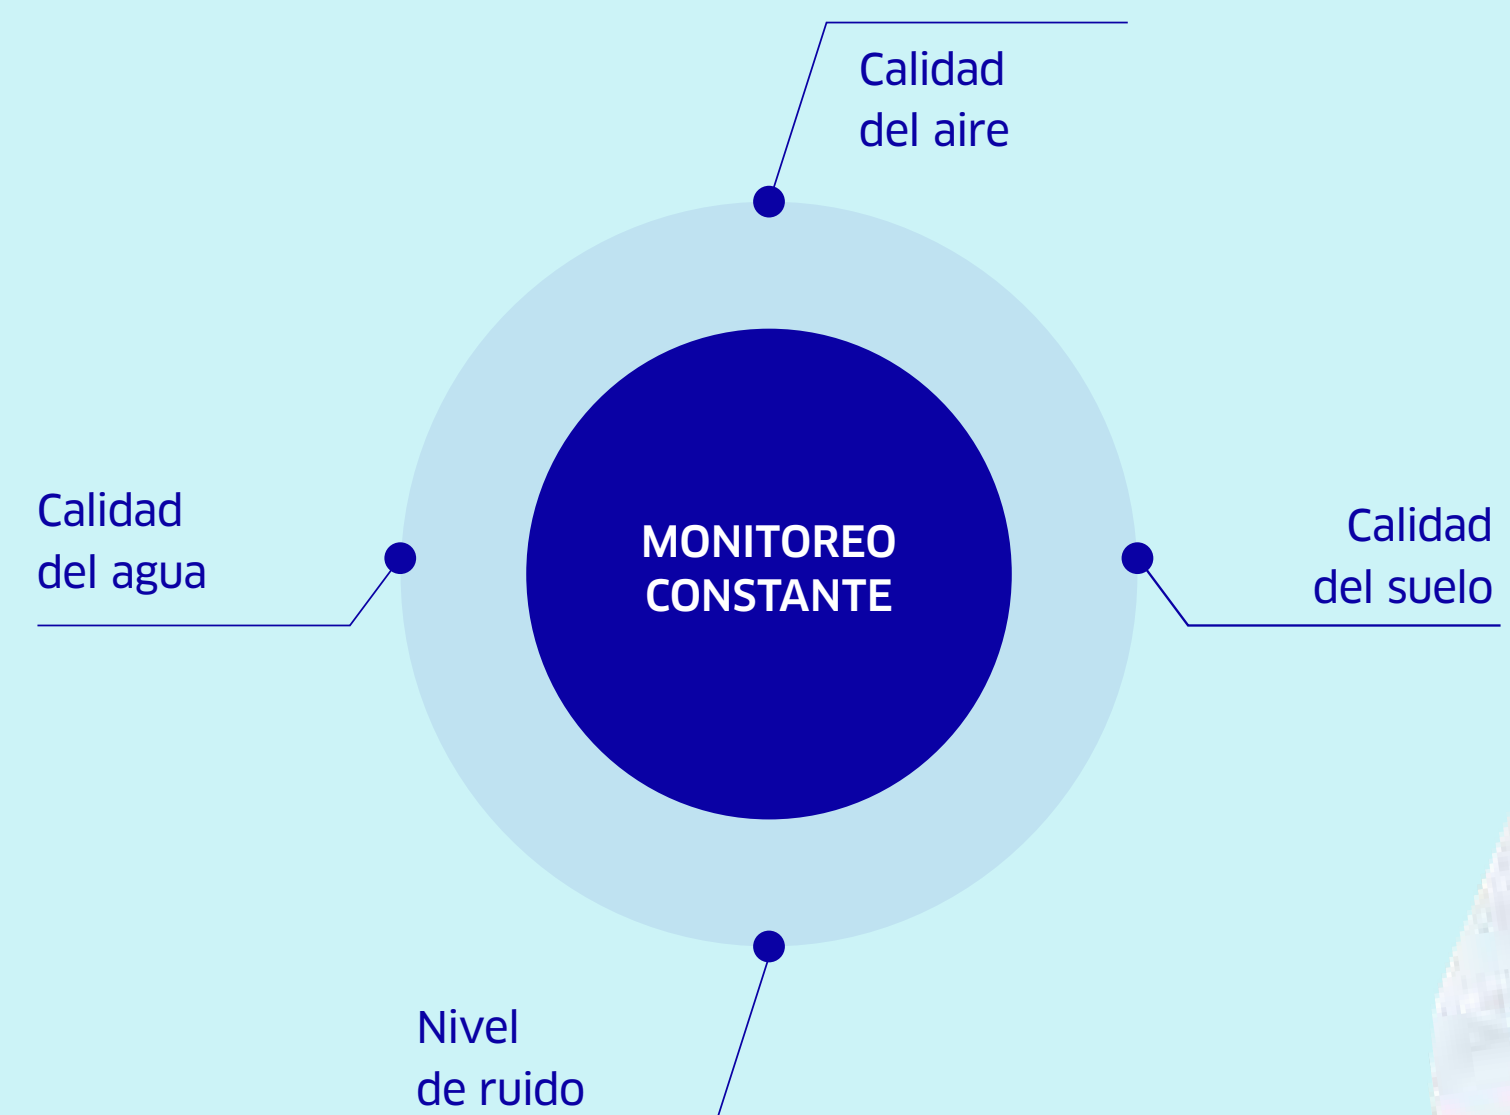 Calidad
del aire
Calidad
del agua
MONITOREO
CONSTANTE
Calidad
del suelo
Nivel
de ruido